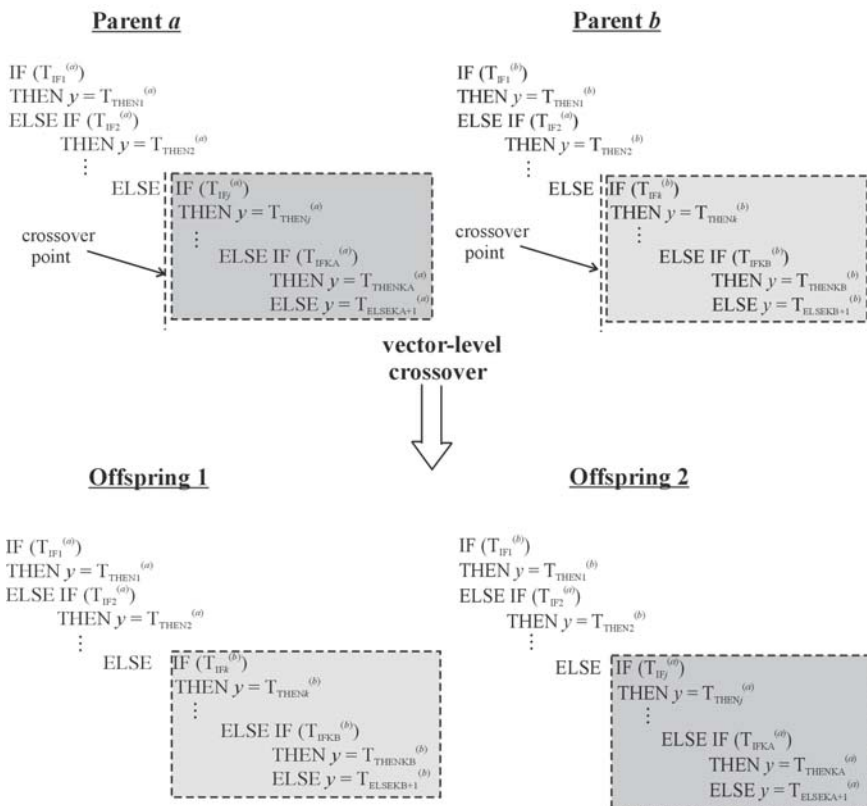 Parent a
IF (T_IF1^(a))
THEN y = T_THEN1^(a)
ELSE IF (T_IF2^(a))
THEN y = T_THEN2^(a)
⋮
ELSE IF (T_IFj^(a))
THEN y = T_THENj^(a)
⋮
ELSE IF (T_IFKA^(a))
THEN y = T_THENKA^(a)
ELSE y = T_ELSEKA+1^(a)
crossover
point
Parent b
IF (T_IF1^(b))
THEN y = T_THEN1^(b)
ELSE IF (T_IF2^(a))
THEN y = T_THEN2^(b)
⋮
ELSE IF (T_IFk^(b))
THEN y = T_THENk^(b)
⋮
ELSE IF (T_IFKB^(b))
THEN y = T_THENKB^(b)
ELSE y = T_ELSEKB+1^(b)
crossover
point
vector-level
crossover
Offspring 1
IF (T_IF1^(a))
THEN y = T_THEN1^(a)
ELSE IF (T_IF2^(a))
THEN y = T_THEN2^(a)
⋮
ELSE IF (T_IFk^(b))
THEN y = T_THENk^(b)
⋮
ELSE IF (T_IFKB^(b))
THEN y = T_THENKB^(b)
ELSE y = T_ELSEKB+1^(b)
Offspring 2
IF (T_IF1^(b))
THEN y = T_THEN1^(b)
ELSE IF (T_IF2^(a))
THEN y = T_THEN2^(b)
⋮
ELSE IF (T_IFj^(a))
THEN y = T_THENj^(a)
⋮
ELSE IF (T_IFKA^(a))
THEN y = T_THENKA^(a)
ELSE y = T_ELSEKA+1^(a)